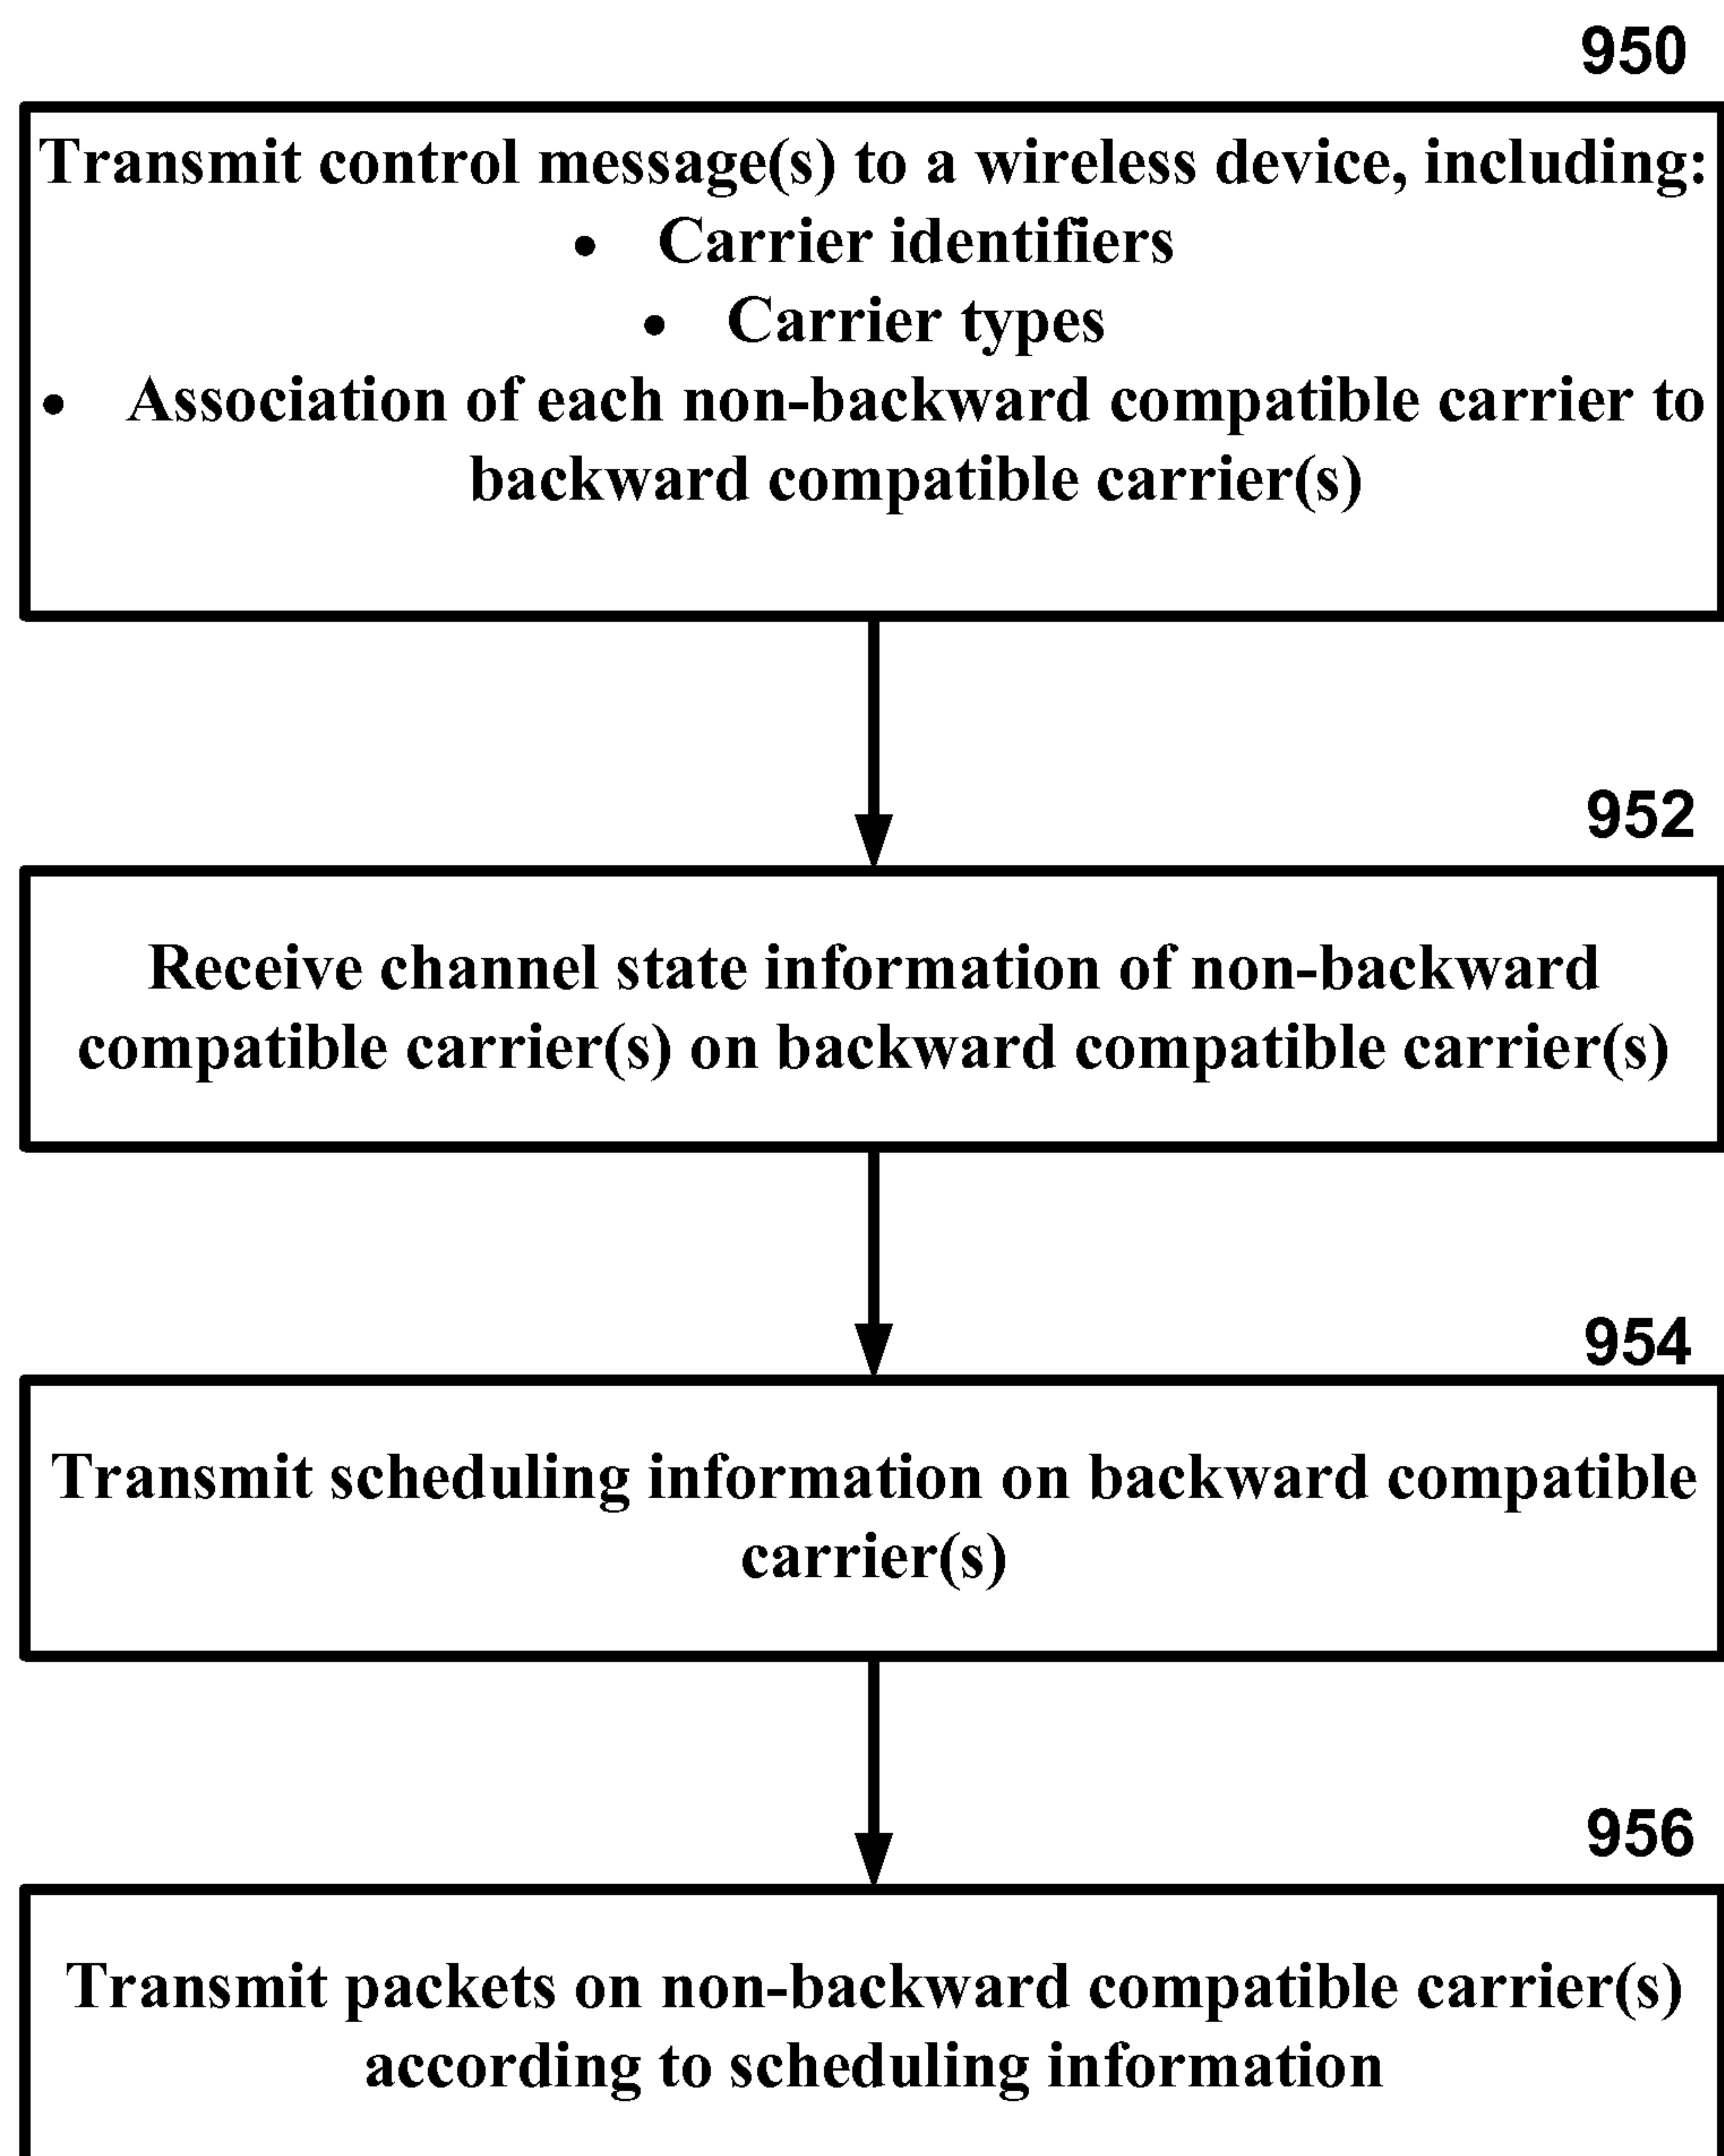 950
Transmit control message(s) to a wireless device, including:
• Carrier identifiers
• Carrier types
• Association of each non-backward compatible carrier to
backward compatible carrier(s)
952
Receive channel state information of non-backward
compatible carrier(s) on backward compatible carrier(s)
954
Transmit scheduling information on backward compatible
carrier(s)
956
Transmit packets on non-backward compatible carrier(s)
according to scheduling information